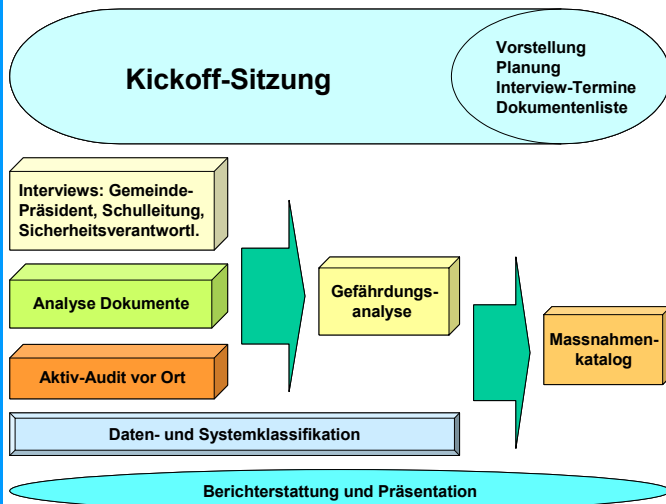 Kickoff-Sitzung
Vorstellung
Planung
Interview-Termine
Dokumentenliste
Interviews: Gemeinde-
Präsident, Schulleitung,
Sicherheitsverantwortl.
Analyse Dokumente
Aktiv-Audit vor Ort
Gefährdungs-
analyse
Massnahmen-
katalog
Daten- und Systemklassifikation
Berichterstattung und Präsentation